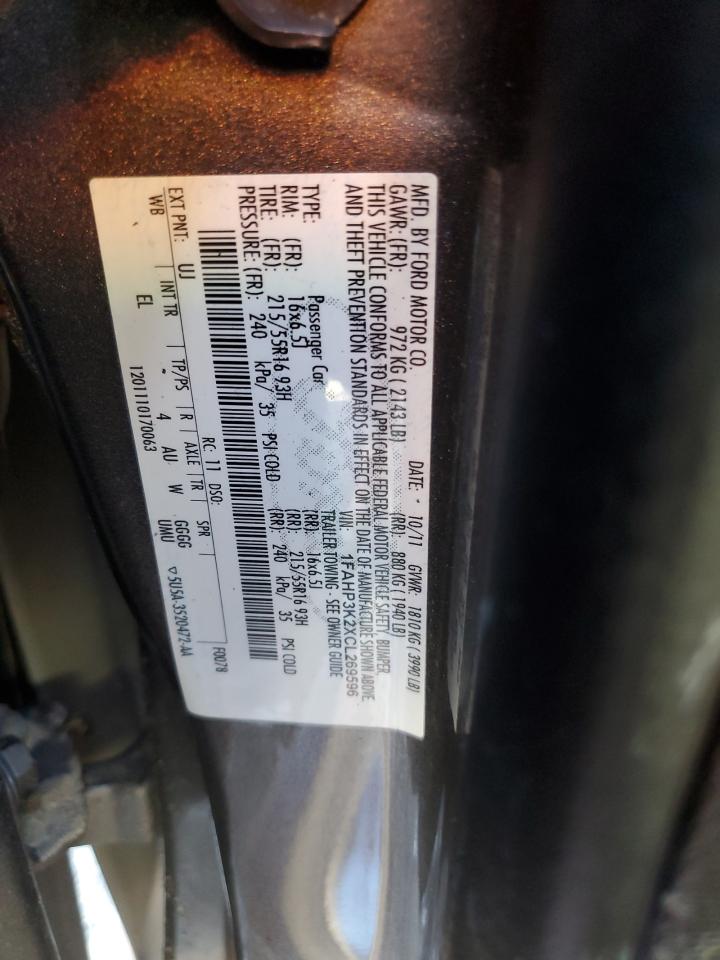 MFD. BY FORD MOTOR CO.
DATE: 10/11 GVWR: 1810 KG ( 3990 LB)
GAWR: (FR): 972 KG ( 2143 LB) (RR): 880 KG ( 1940 LB)
THIS VEHICLE CONFORMS TO ALL APPLICABLE FEDERAL MOTOR VEHICLE SAFETY, BUMPER,
AND THEFT PREVENTION STANDARDS IN EFFECT ON THE DATE OF MANUFACTURE SHOWN ABOVE.
VIN: 1FAHP3K2XCL269596
TYPE: Passenger Car TRAILER TOWING - SEE OWNER GUIDE
RIM: (FR): 16x6.5J (RR): 16x6.5J
TIRE: (FR): 215/55R16 93H (RR): 215/55R16 93H
PRESSURE: (FR): 240 kPa/ 35 PSI COLD (RR): 240 kPa/ 35 PSI COLD
F0078
RC: 11 DSO:
EXT PNT: UJ
WB | INT TR | TP/PS | R | AXLE | TR | SPR |
EL - 4 AU W GGGG
UMU
1201110170063
▽ 5U5A-3520472-AA